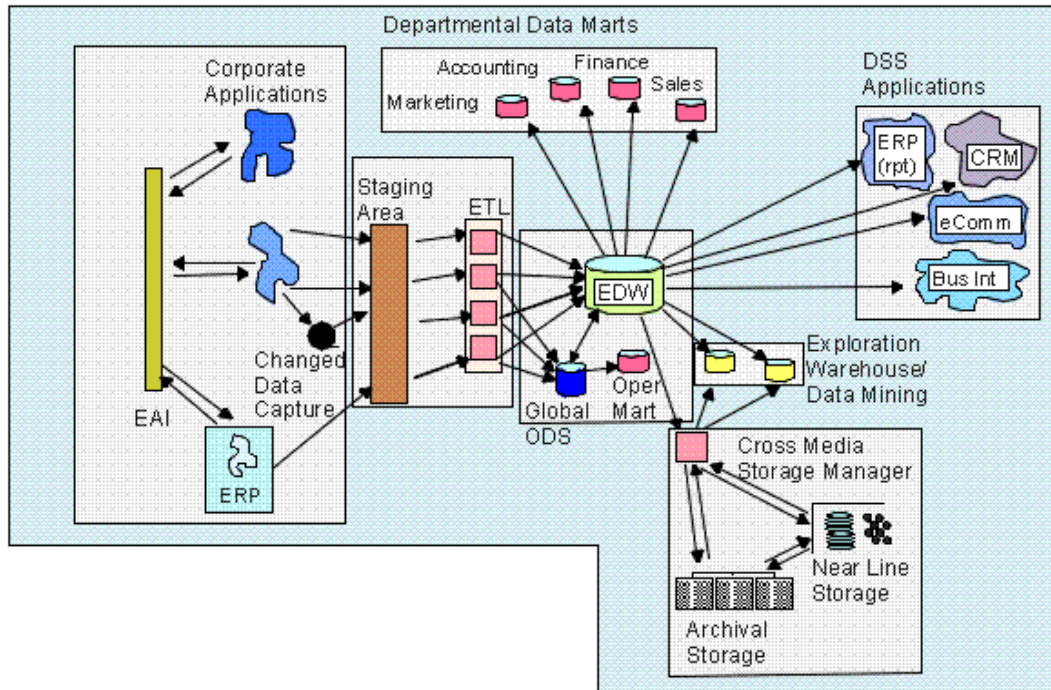 Departmental Data Marts
Corporate
Applications
Accounting
Finance
Marketing
Sales
DSS
Applications
ERP
(rpt)
CRM
eComm
Bus Int
Staging
Area
ETL
EDW
Changed
Data
Capture
EAI
ERP
Global
ODS
Oper
Mart
Exploration
Warehouse/
Data Mining
Cross Media
Storage Manager
Near Line
Storage
Archival
Storage